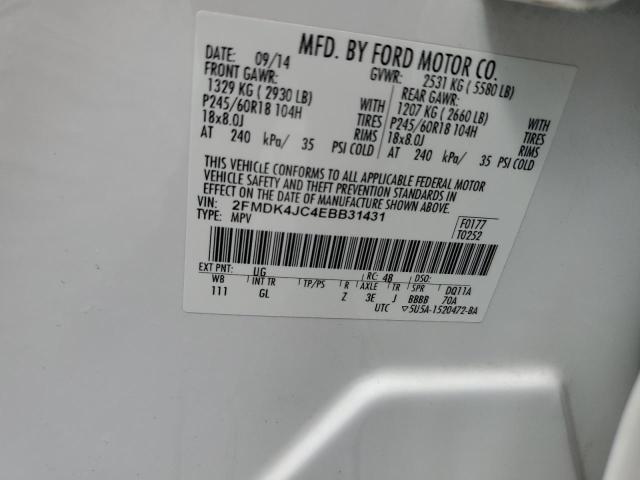 MFD. BY FORD MOTOR CO.
DATE: 09/14 GVWR: 2531 KG ( 5580 LB)
FRONT GAWR: REAR GAWR:
1329 KG ( 2930 LB) WITH 1207 KG ( 2660 LB) WITH
P245/60R18 104H TIRES P245/60R18 104H TIRES
18x8.0J RIMS 18x8.0J RIMS
AT 240 kPa/ 35 PSI COLD AT 240 kPa/ 35 PSI COLD
THIS VEHICLE CONFORMS TO ALL APPLICABLE FEDERAL MOTOR
VEHICLE SAFETY AND THEFT PREVENTION STANDARDS IN
EFFECT ON THE DATE OF MANUFACTURE SHOWN ABOVE.
VIN: 2FMDK4JC4EBB31431 F0177
TYPE: MPV T0252
EXT PNT: UG RC: 48 DSO:
WB INT TR TP/PS R AXLE TR SPR DQ11A
111 GL Z 3E J BBBB 70A
UTC ▽5U5A-1520472-BA